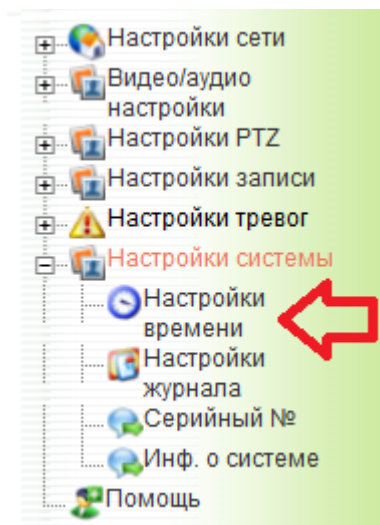 Настройки сети
Видео/аудио
настройки
Настройки PTZ
Настройки записи
Настройки тревог
Настройки системы
Настройки
времени
Настройки
журнала
Серийный №
Инф. о системе
Помощь